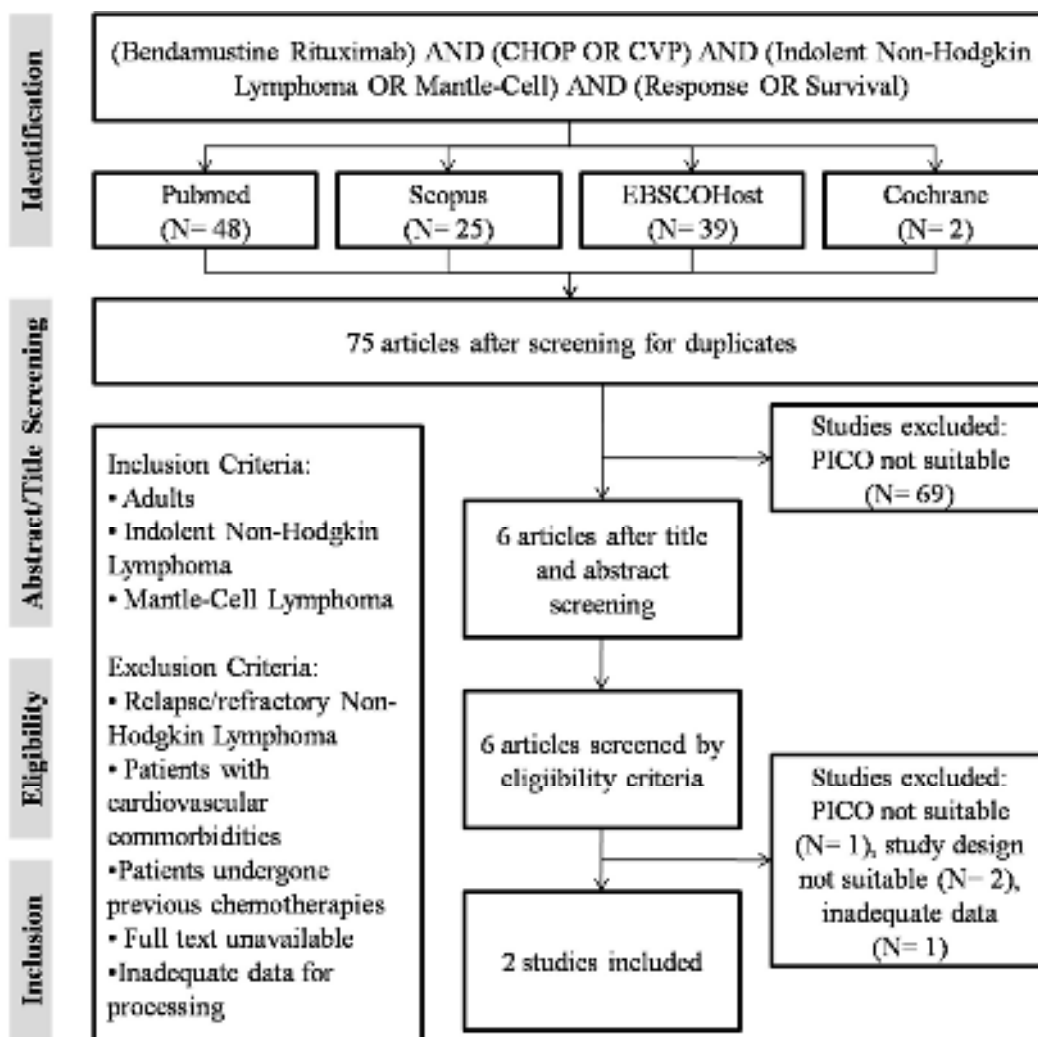 Identification
(Bendamustine Rituximab) AND (CHOP OR CVP) AND (Indolent Non-Hodgkin
Lymphoma OR Mantle-Cell) AND (Response OR Survival)
Pubmed
(N= 48)
Scopus
(N= 25)
EBSCOHost
(N= 39)
Cochrane
(N= 2)
Abstract/Title Screening
75 articles after screening for duplicates
Studies excluded:
PICO not suitable
(N= 69)
6 articles after title
and abstract
screening
Inclusion Criteria:
• Adults
• Indolent Non-Hodgkin
Lymphoma
• Mantle-Cell Lymphoma
Exclusion Criteria:
• Relapse/refractory Non-
Hodgkin Lymphoma
• Patients with
cardiovascular
commorbidities
•Patients undergone
previous chemotherapies
• Full text unavailable
•Inadequate data for
processing
Eligibility
6 articles screened by
eligiibility criteria
Studies excluded:
PICO not suitable
(N= 1), study design
not suitable (N= 2),
inadequate data
(N= 1)
Inclusion
2 studies included